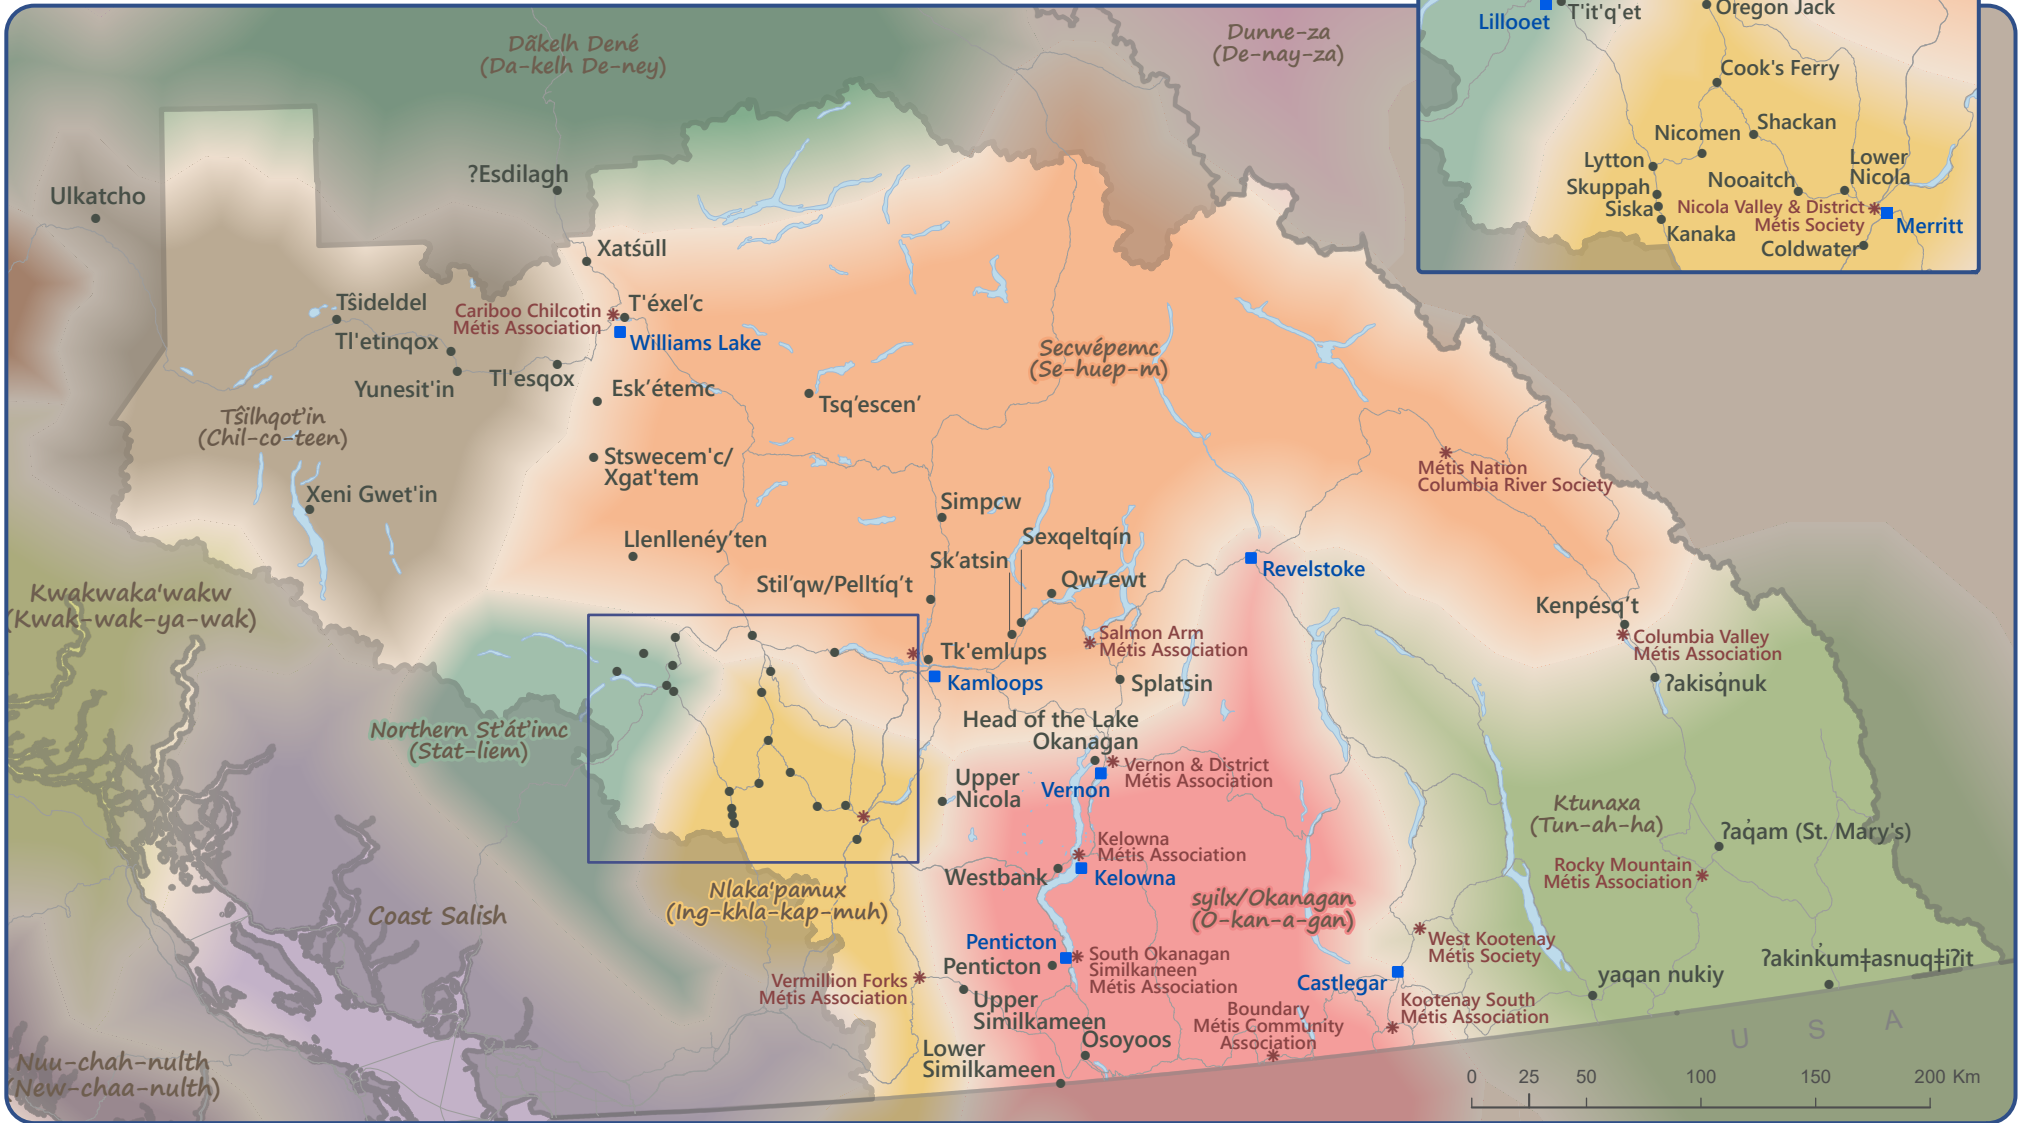 Dãkelh Dené
(Da-kelh De-ney)
Dunne-za
(De-nay-za)
Lillooet
T'it'q'et
Oregon Jack
Cook's Ferry
Shackan
Nicomen
Lytton
Lower
Nicola
Skuppah
Nooaitch
Siska
Nicola Valley & District
Métis Society
Kanaka
Merritt
Coldwater
?Esdilagh
Ulkatcho
Xatśūll
Tŝideldel
Cariboo Chilcotin
Métis Association
T'éxel'c
Tl'etinqox
Williams Lake
Yunesit'in
Tl'esqox
Esk'étemc
Tsq'escen'
Secwépemc
(Se-huep-m)
Tŝilhqot'in
(Chil-co-teen)
Stswecem'c/
Xgat'tem
Xeni Gwet'in
Métis Nation
Columbia River Society
Simpcw
Llenllenéy'ten
Sexqeltqín
Sk'atsin
Stil'qw/Pelltíq't
Qw7ewt
Revelstoke
Kwakwaka'wakw
(Kwak-wak-ya-wak)
Kenpésq't
Salmon Arm
Métis Association
Columbia Valley
Métis Association
Tk'emlups
Kamloops
Splatsin
ʔakisq̓nuk
Northern St'át'imc
(Stat-liem)
Head of the Lake
Okanagan
Vernon & District
Métis Association
Vernon
Upper
Nicola
Ktunaxa
(Tun-ah-ha)
ʔaq̓am (St. Mary's)
Kelowna
Métis Association
Westbank
Kelowna
Rocky Mountain
Métis Association
Nlaka'pamux
(Ing-khla-kap-muh)
syilx/Okanagan
(O-kan-a-gan)
Coast Salish
Penticton
Penticton
South Okanagan
Similkameen
Métis Association
West Kootenay
Métis Society
Vermillion Forks
Métis Association
Castlegar
yaqan nukiy
ʔakink̓umǂasnuqǂiʔit
Upper
Similkameen
Boundary
Métis Community
Association
Kootenay South
Métis Association
Osoyoos
Lower
Similkameen
Nuu-chah-nulth
(New-chaa-nulth)
U S A
0 25 50 100 150 200 Km